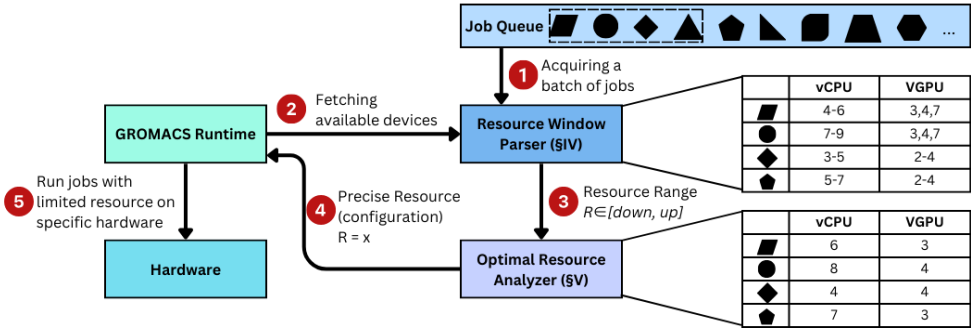 Job Queue
...
1
Acquiring a
batch of jobs
2
Fetching
available devices
GROMACS Runtime
Resource Window
Parser (§IV)
vCPU VGPU
4-6 3,4,7
7-9 3,4,7
3-5 2-4
5-7 2-4
5
Run jobs with
limited resource on
specific hardware
4
Precise Resource
(configuration)
R = x
3
Resource Range
R∈[down, up]
Hardware
Optimal Resource
Analyzer (§V)
vCPU VGPU
6 3
8 4
4 4
7 3